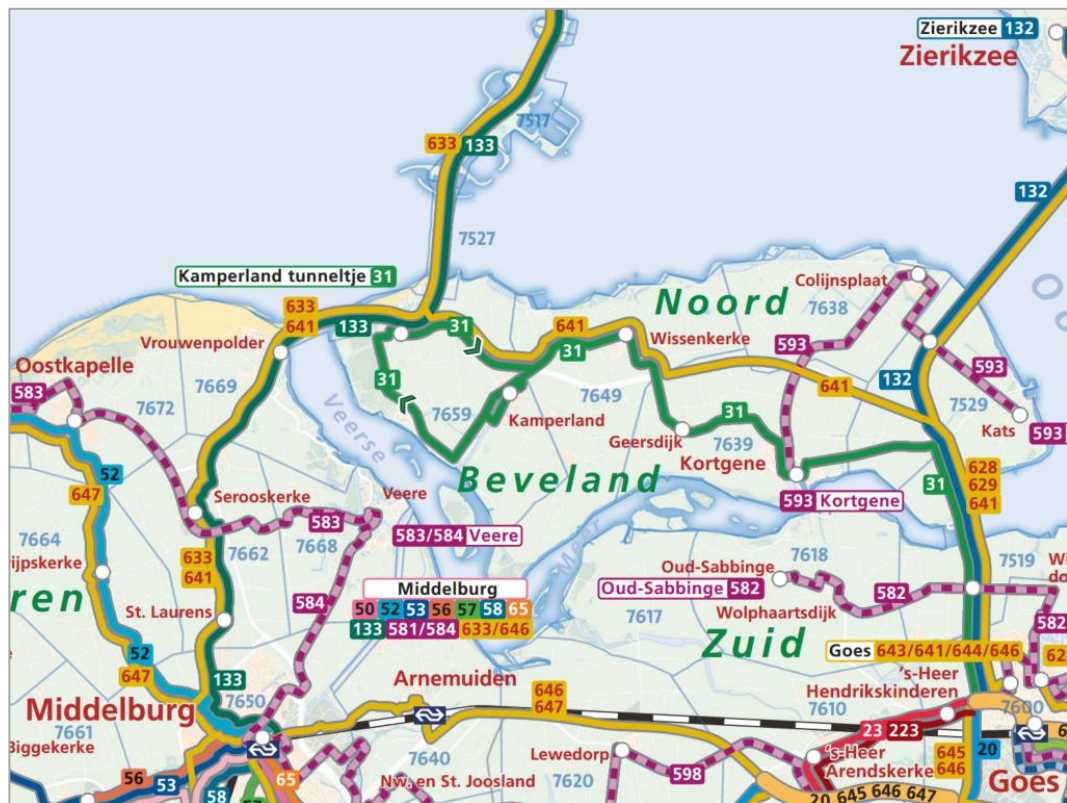 Zierikzee 132
Zierikzee
7517
633 133
132
7527
Kamperland tunneltje 31
Colijnsplaat
Noord
7638
633
641
133
31
641
31
Wissenkerke
593
593
Vrouwenpolder
Oostkapelle
583
7669
7672
31
132
641
7649
7529
Veerse
7659
Kamperland
31
Geersdijk
7639
Kortgene
Kats
593
Beveland
52
647
Serooskerke
Veere
583
593 Kortgene
31
628
629
641
583/584 Veere
7664
633
641
7662
7668
Meer
7618
7519
Oud-Sabbinge
Oud-Sabbinge 582
582
Wolphaartsdijk
ijpskerke
ren
584
Middelburg
50 52 53 56 57 58 65
133 581/584 633/646
7617
St. Laurens
Zuid
582
Goes 643/641/644/646
52
647
133
Arnemuiden
's-Heer
Hendrikskinderen
7650
646
647
7610
7600
Middelburg
7661
Biggekerke
23 223
7640
Lewedorp
's-Heer
Arendskerke
645
646
20
56
53
65
58
57
Nw. en St. Joosland
7620
598
Goes
20 645 646 647